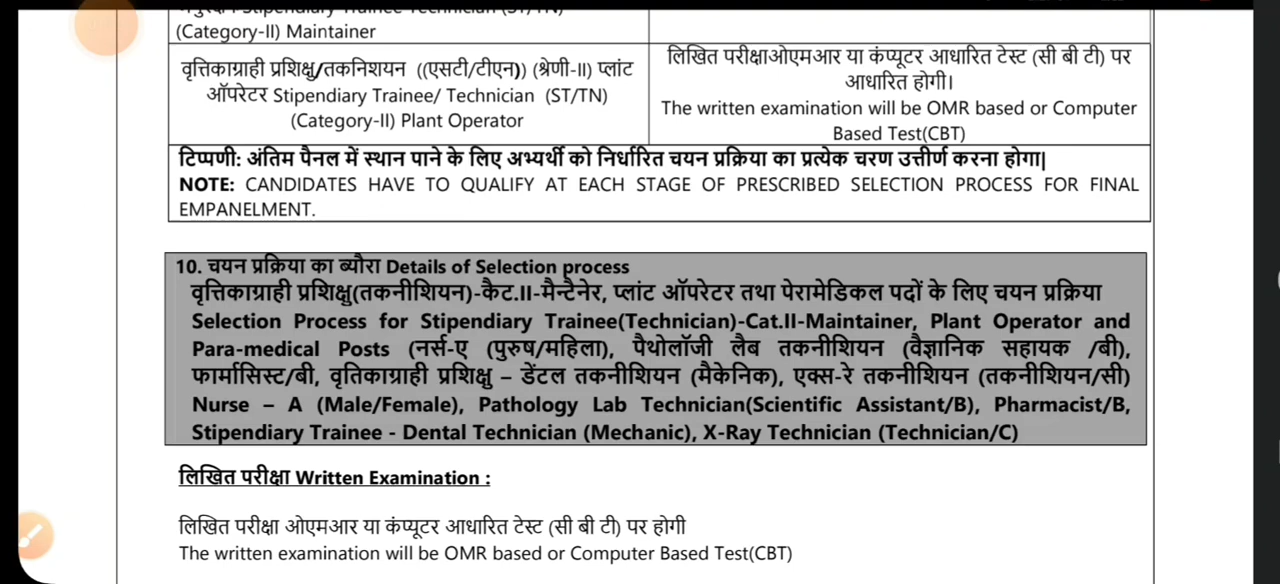 Stipendiary Trainee Technician (ST/TN)
(Category-II) Maintainer
वृत्तिकाग्राही प्रशिक्षु/तकनिशयन ((एसटी/टीएन)) (श्रेणी-II) प्लांट
ऑपरेटर Stipendiary Trainee/ Technician (ST/TN)
(Category-II) Plant Operator
लिखित परीक्षाओएमआर या कंप्यूटर आधारित टेस्ट (सी बी टी) पर
आधारित होगी।
The written examination will be OMR based or Computer
Based Test(CBT)
टिप्पणी: अंतिम पैनल में स्थान पाने के लिए अभ्यर्थी को निर्धारित चयन प्रक्रिया का प्रत्येक चरण उत्तीर्ण करना होगा|
NOTE: CANDIDATES HAVE TO QUALIFY AT EACH STAGE OF PRESCRIBED SELECTION PROCESS FOR FINAL
EMPANELMENT.
10. चयन प्रक्रिया का ब्यौरा Details of Selection process
वृत्तिकाग्राही प्रशिक्षु(तकनीशियन)-कैट.II-मैन्टैनेर, प्लांट ऑपरेटर तथा पेरामेडिकल पदों के लिए चयन प्रक्रिया
Selection Process for Stipendiary Trainee(Technician)-Cat.II-Maintainer, Plant Operator and
Para-medical Posts (नर्स-ए (पुरुष/महिला), पैथोलॉजी लैब तकनीशियन (वैज्ञानिक सहायक /बी),
फार्मासिस्ट/बी, वृतिकाग्राही प्रशिक्षु – डेंटल तकनीशियन (मैकेनिक), एक्स-रे तकनीशियन (तकनीशियन/सी)
Nurse – A (Male/Female), Pathology Lab Technician(Scientific Assistant/B), Pharmacist/B,
Stipendiary Trainee - Dental Technician (Mechanic), X-Ray Technician (Technician/C)
लिखित परीक्षा Written Examination :
लिखित परीक्षा ओएमआर या कंप्यूटर आधारित टेस्ट (सी बी टी) पर होगी
The written examination will be OMR based or Computer Based Test(CBT)